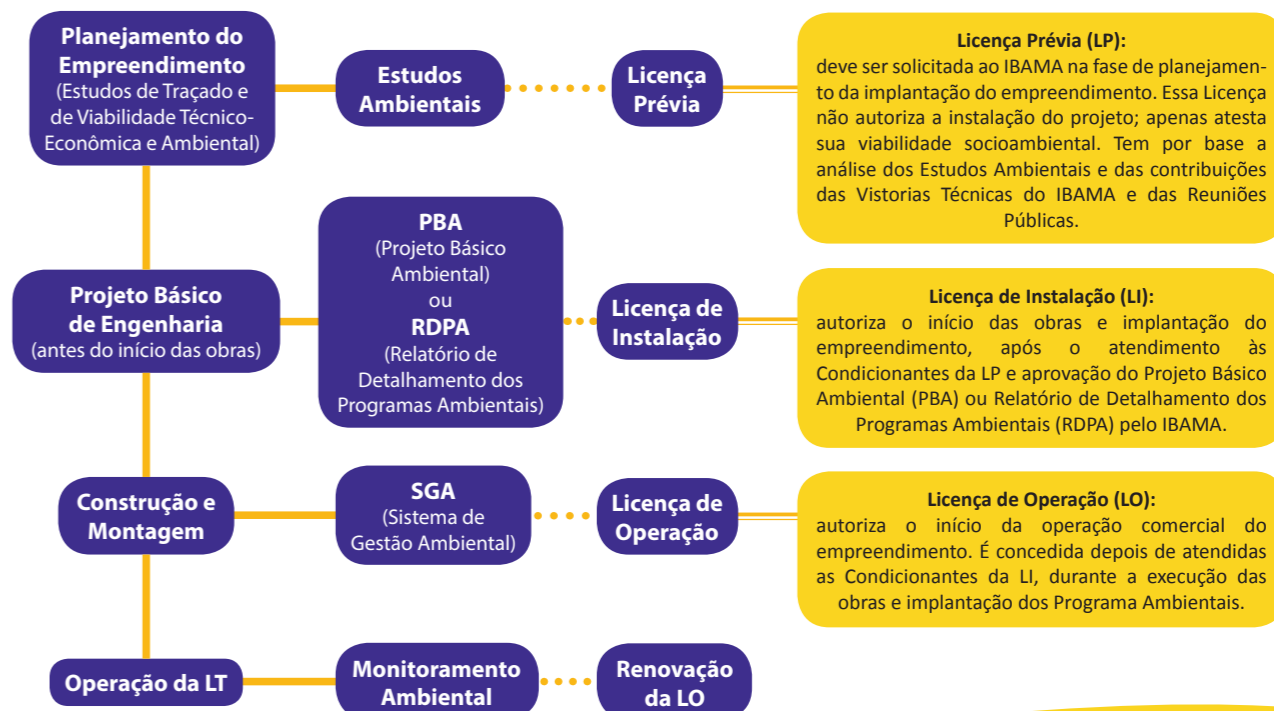 Planejamento do
Empreendimento
(Estudos de Traçado e
de Viabilidade Técnico-
Econômica e Ambiental)
Estudos
Ambientais
Licença
Prévia
Licença Prévia (LP):
deve ser solicitada ao IBAMA na fase de planejamen-
to da implantação do empreendimento. Essa Licença
não autoriza a instalação do projeto; apenas atesta
sua viabilidade socioambiental. Tem por base a
análise dos Estudos Ambientais e das contribuições
das Vistorias Técnicas do IBAMA e das Reuniões
Públicas.
Projeto Básico
de Engenharia
(antes do início das obras)
PBA
(Projeto Básico
Ambiental)
ou
RDPA
(Relatório de
Detalhamento dos
Programas Ambientais)
Licença de
Instalação
Licença de Instalação (LI):
autoriza o início das obras e implantação do
empreendimento, após o atendimento às
Condicionantes da LP e aprovação do Projeto Básico
Ambiental (PBA) ou Relatório de Detalhamento dos
Programas Ambientais (RDPA) pelo IBAMA.
Construção e
Montagem
SGA
(Sistema de
Gestão Ambiental)
Licença de
Operação
Licença de Operação (LO):
autoriza o início da operação comercial do
empreendimento. É concedida depois de atendidas
as Condicionantes da LI, durante a execução das
obras e implantação dos Programa Ambientais.
Operação da LT
Monitoramento
Ambiental
Renovação
da LO